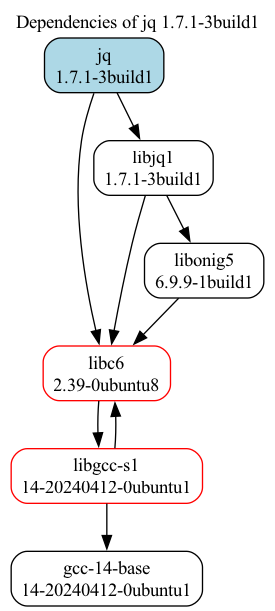 Dependencies of jq 1.7.1-3build1
jq
1.7.1-3build1
libjq1
1.7.1-3build1
libonig5
6.9.9-1build1
libc6
2.39-0ubuntu8
libgcc-s1
14-20240412-0ubuntu1
gcc-14-base
14-20240412-0ubuntu1